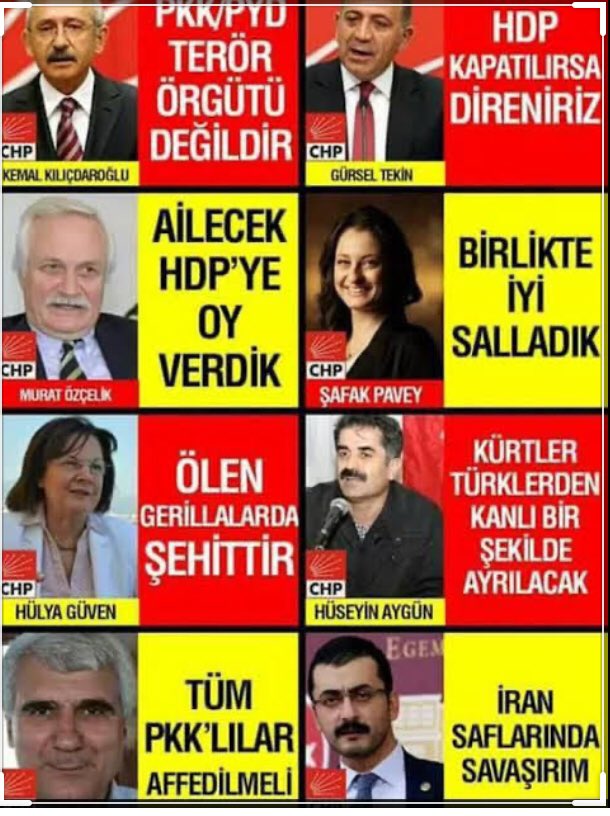 PKK/PYD
TERÖR
ÖRGÜTÜ
DEĞİLDİR
CHP
KEMAL KILIÇDAROĞLU
HDP
KAPATILIRSA
DİRENİRİZ
CHP
GÜRSEL TEKİN
AİLECEK
HDP'YE
OY
VERDİK
CHP
MURAT ÖZÇELİK
BİRLİKTE
İYİ
SALLADIK
CHP
ŞAFAK PAVEY
ÖLEN
GERİLLALARDA
ŞEHİTTİR
CHP
HÜLYA GÜVEN
KÜRTLER
TÜRKLERDEN
KANLI BİR
ŞEKİLDE
AYRILACAK
CHP
HÜSEYİN AYGÜN
TÜM
PKK'LILAR
AFFEDİLMELİ
EGEM
İRAN
SAFLARINDA
SAVAŞIRIM